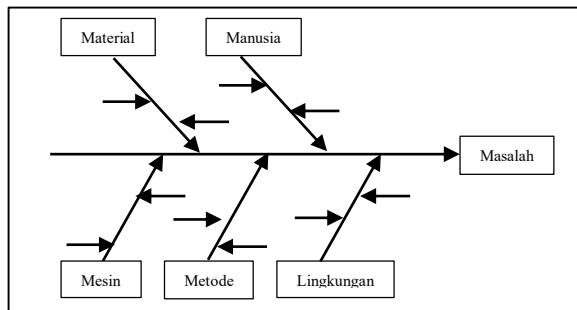 Material
Manusia
Masalah
Mesin
Metode
Lingkungan